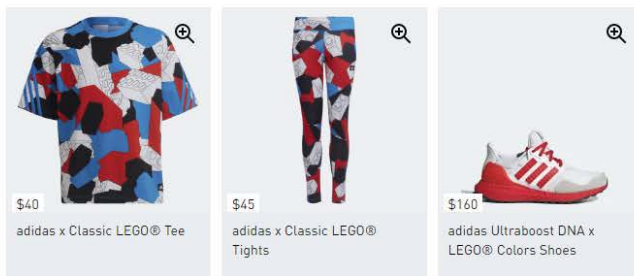 $40
adidas x Classic LEGO® Tee
$45
adidas x Classic LEGO®
Tights
$160
adidas Ultraboost DNA x
LEGO® Colors Shoes